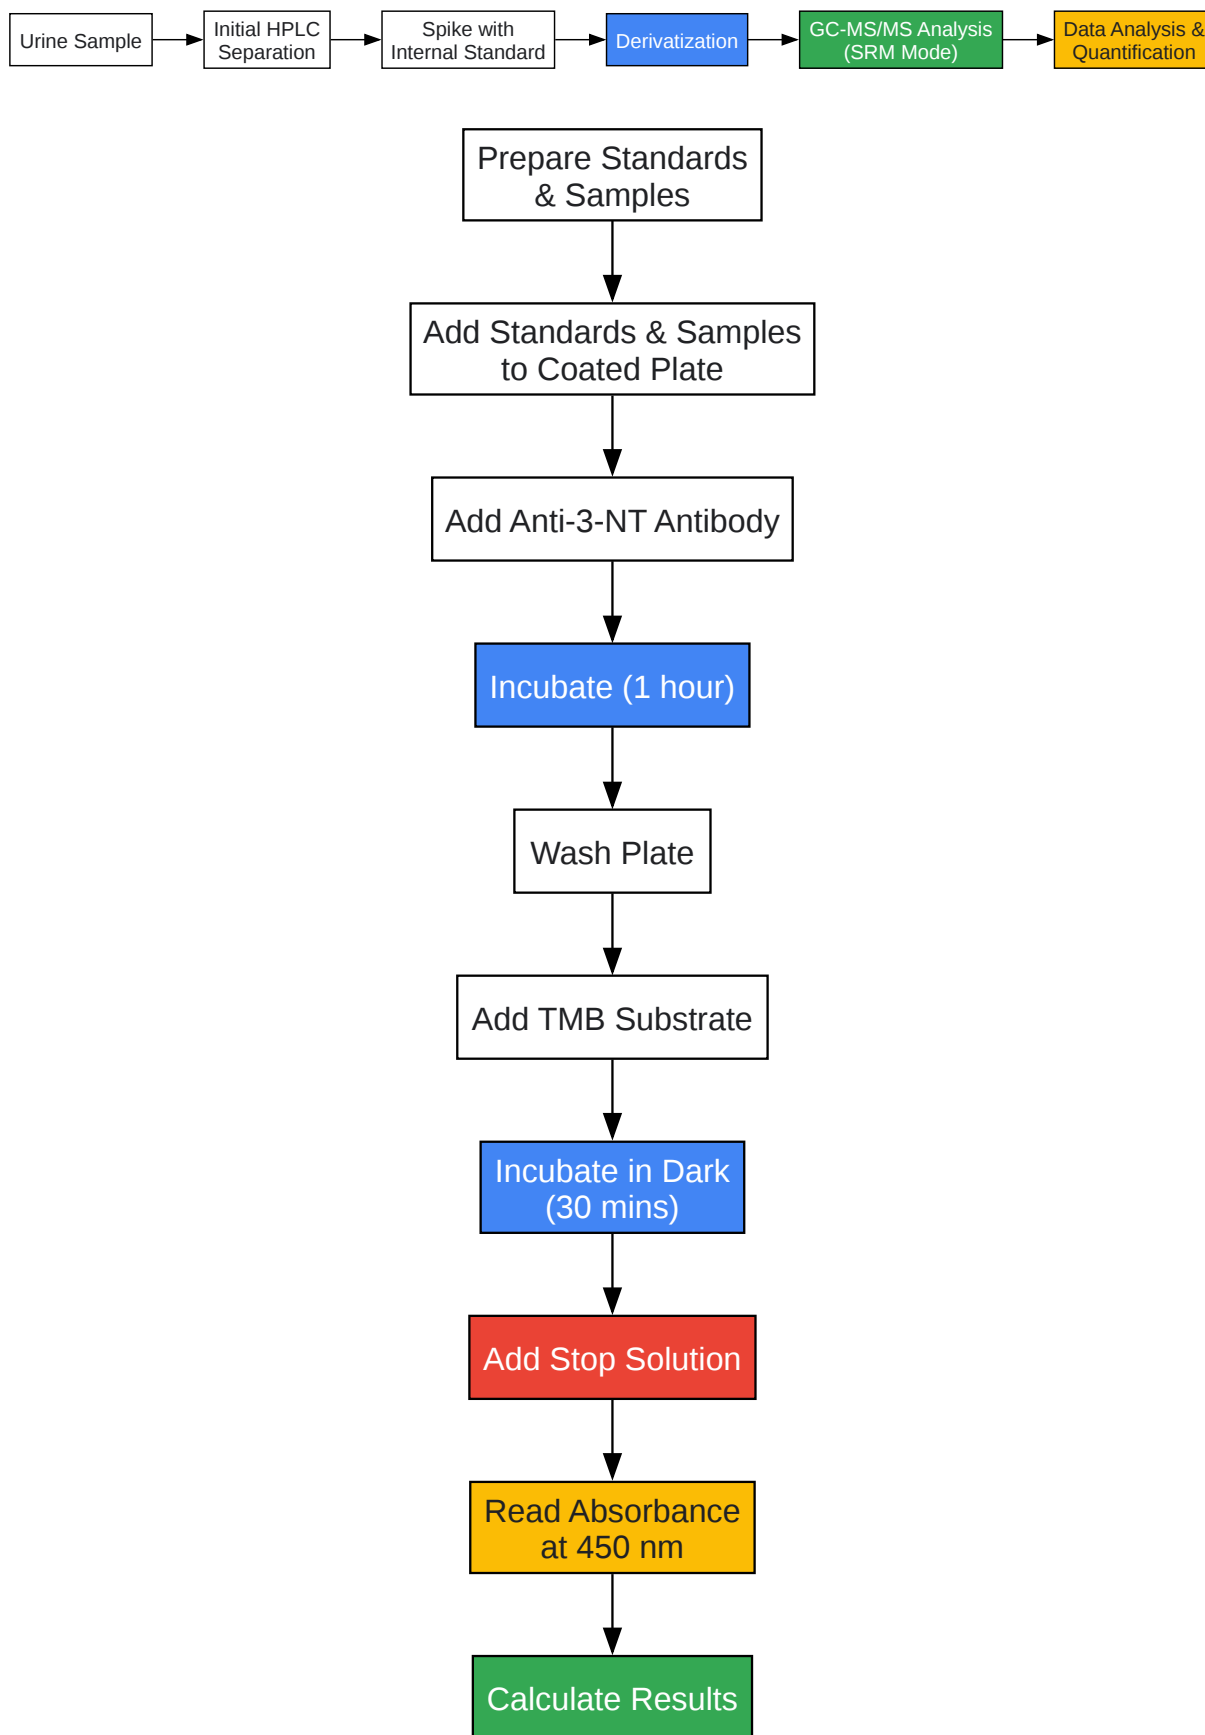 Urine Sample
Initial HPLC
Separation
Spike with
Internal Standard
Derivatization
GC-MS/MS Analysis
(SRM Mode)
Data Analysis &
Quantification
Prepare Standards
& Samples
Add Standards & Samples
to Coated Plate
Add Anti-3-NT Antibody
Incubate (1 hour)
Wash Plate
Add TMB Substrate
Incubate in Dark
(30 mins)
Add Stop Solution
Read Absorbance
at 450 nm
Calculate Results